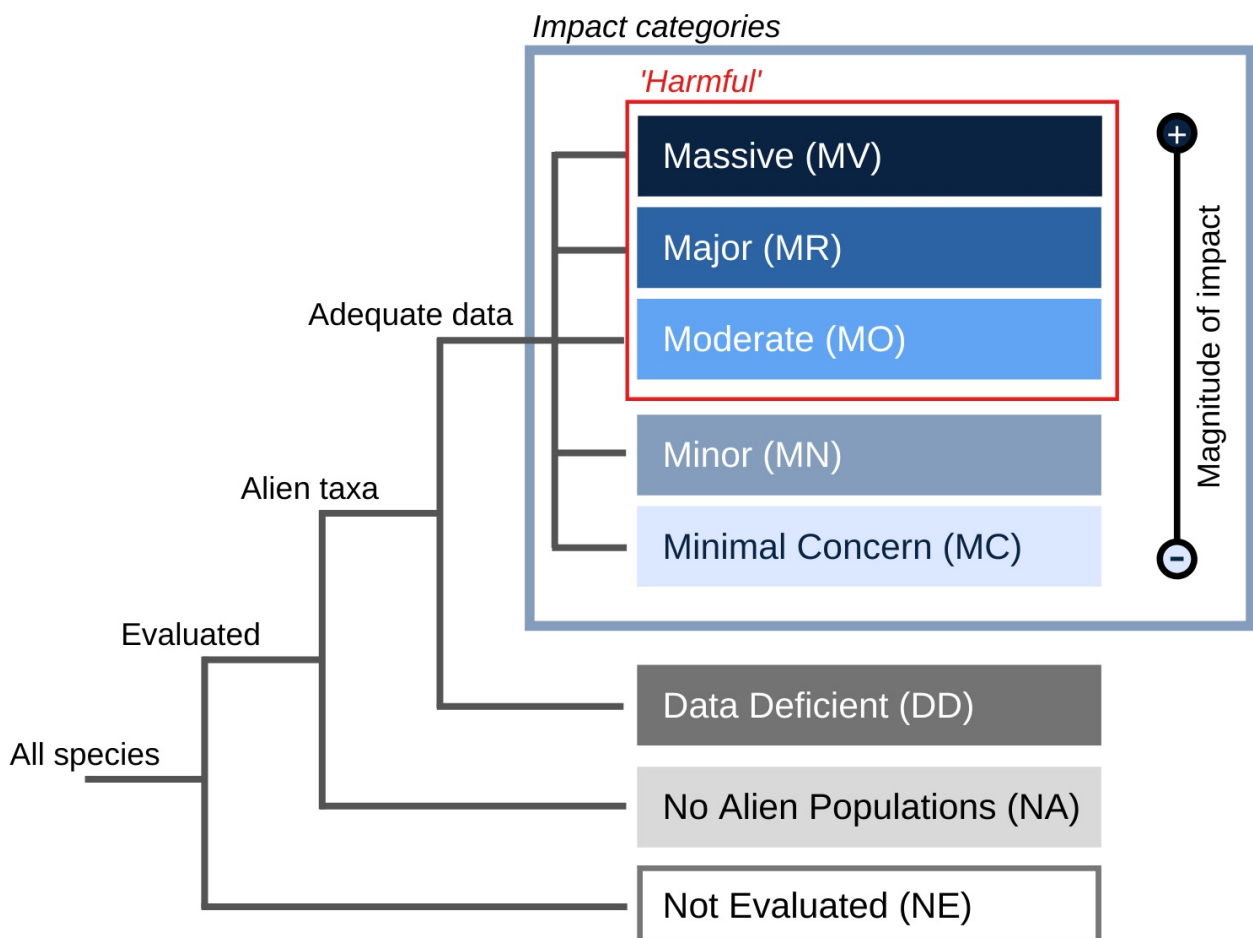 Impact categories
'Harmful'
Massive (MV)
+
Major (MR)
Magnitude of impact
Adequate data
Moderate (MO)
Minor (MN)
Alien taxa
Minimal Concern (MC)
-
Evaluated
Data Deficient (DD)
All species
No Alien Populations (NA)
Not Evaluated (NE)